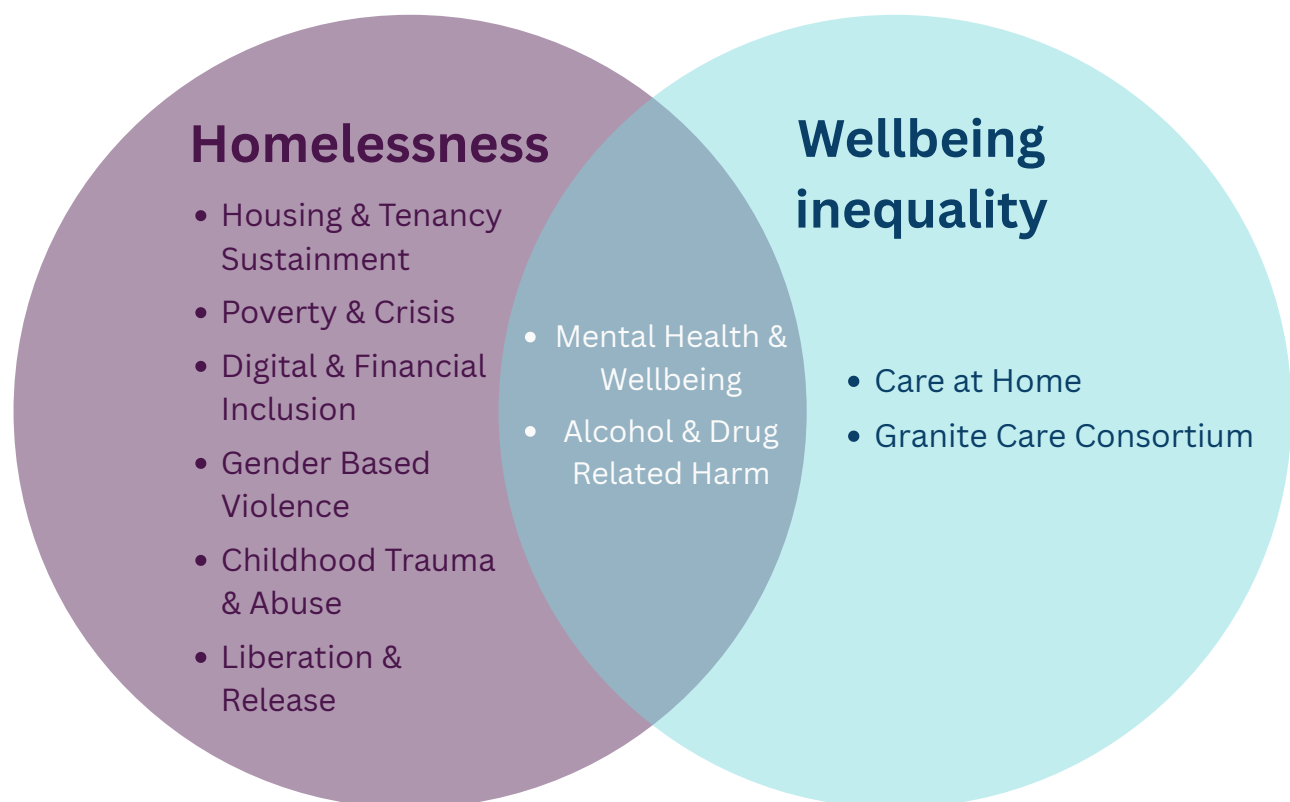 Homelessness
• Housing & Tenancy
Sustainment
• Poverty & Crisis
• Digital & Financial
Inclusion
• Gender Based
Violence
• Childhood Trauma
& Abuse
• Liberation &
Release
• Mental Health &
Wellbeing
• Alcohol & Drug
Related Harm
Wellbeing
inequality
• Care at Home
• Granite Care Consortium